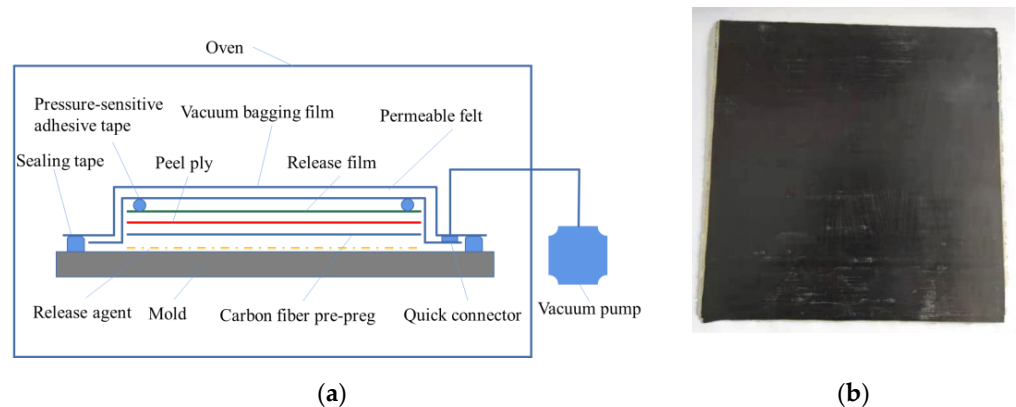 Oven
Pressure-sensitive
adhesive tape
Vacuum bagging film
Permeable felt
Sealing tape
Peel ply
Release film
Release agent
Mold
Carbon fiber pre-preg
Quick connector
Vacuum pump
(a)
(b)